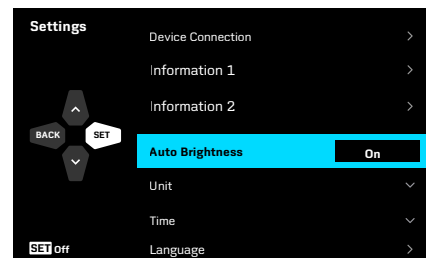 Settings
Device Connection
Information 1
Information 2
BACK SET
Auto Brightness On
Unit
Time
SET Off Language